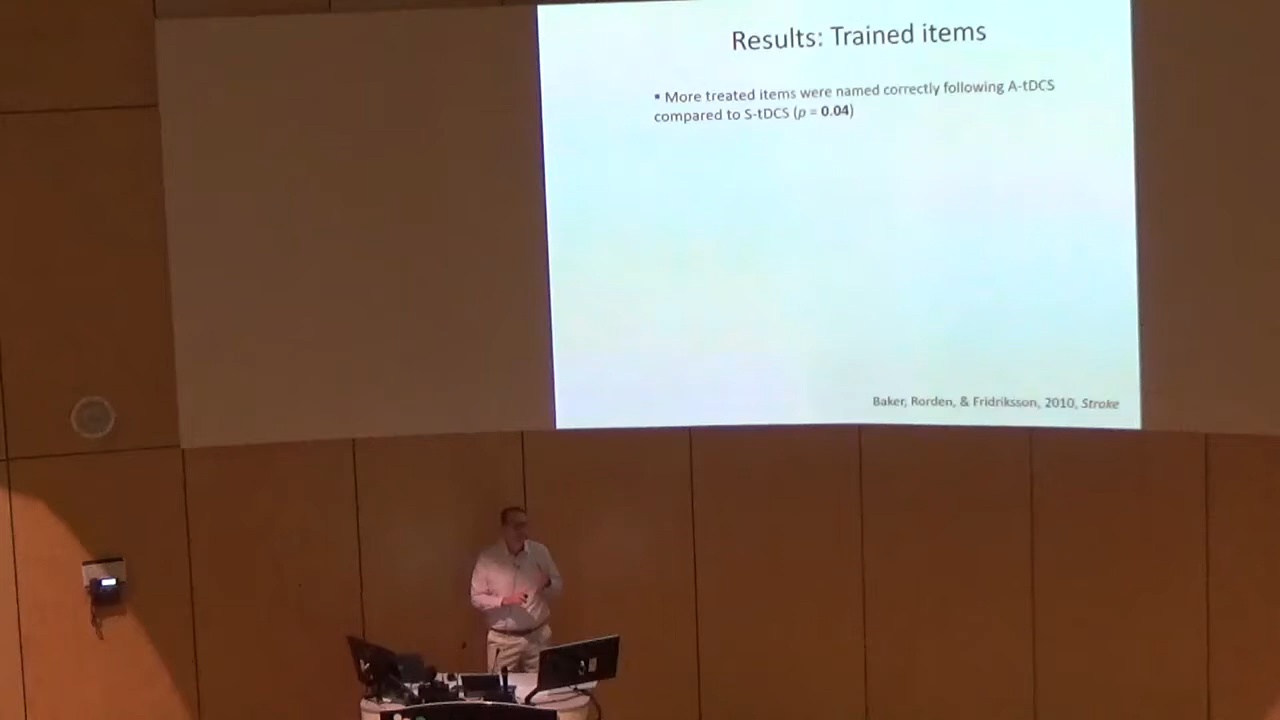 Results: Trained items
▪ More treated items were named correctly following A-tDCS
compared to S-tDCS (p = 0.04)
Baker, Rorden, & Fridriksson, 2010, Stroke